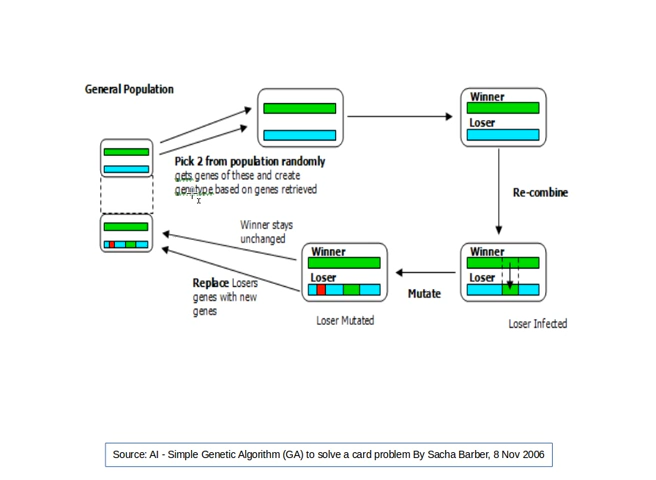 General Population
Winner
Loser
Pick 2 from population randomly
gets genes of these and create
genitype based on genes retrieved
Re-combine
Winner stays
unchanged
Winner
Loser
Winner
Loser
Replace Losers
genes with new
genes
Mutate
Loser Mutated
Loser Infected
Source: AI - Simple Genetic Algorithm (GA) to solve a card problem By Sacha Barber, 8 Nov 2006